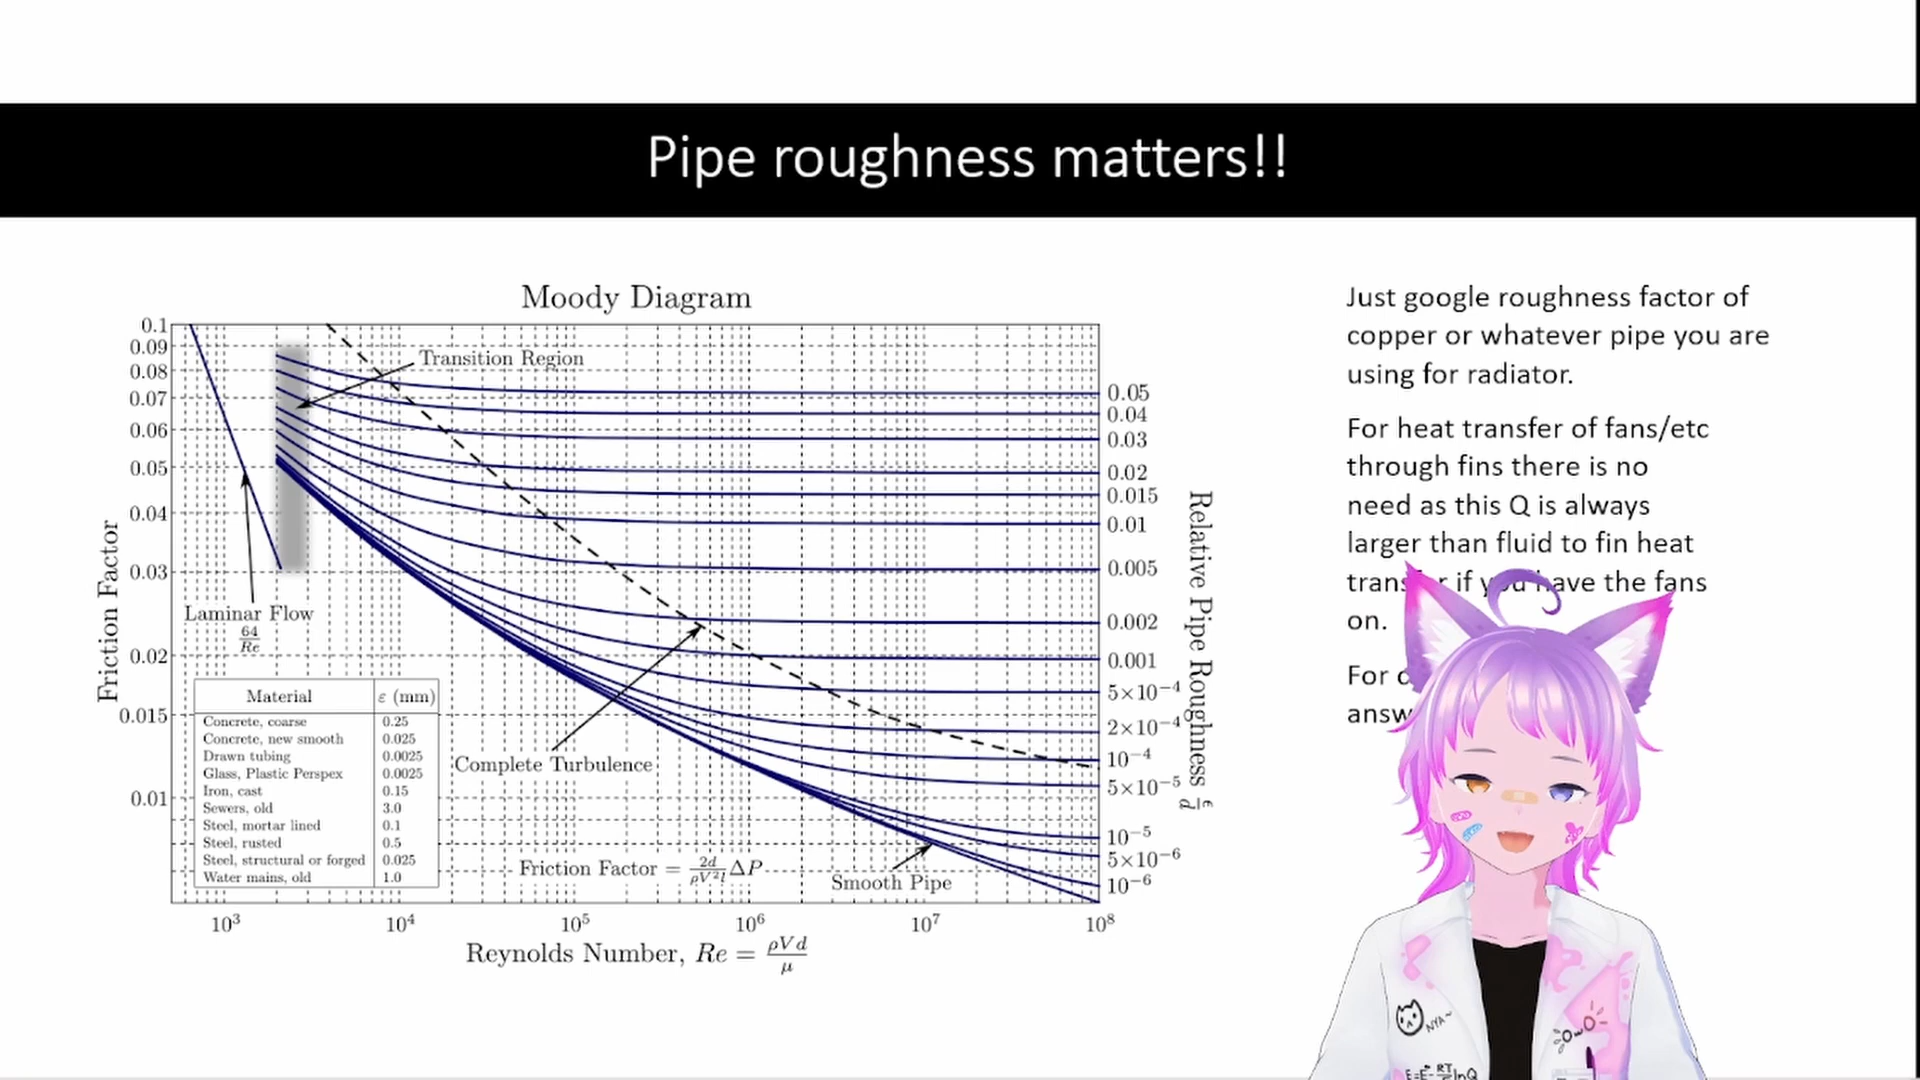 Pipe roughness matters!!
Moody Diagram
0.1
0.09
0.08
0.07
0.06
0.05
0.04
0.03
0.02
0.015
0.01
Friction Factor
Transition Region
Laminar Flow
64
Re
Complete Turbulence
Smooth Pipe
Friction Factor = 2d/ρV²l ΔP
Material ε (mm)
Concrete, coarse 0.25
Concrete, new smooth 0.025
Drawn tubing 0.0025
Glass, Plastic Perspex 0.0025
Iron, cast 0.15
Sewers, old 3.0
Steel, mortar lined 0.1
Steel, rusted 0.5
Steel, structural or forged 0.025
Water mains, old 1.0
10³ 10⁴ 10⁵ 10⁶ 10⁷ 10⁸
Reynolds Number, Re = ρVd/μ
0.05
0.04
0.03
0.02
0.015
0.01
0.005
0.002
0.001
5×10⁻⁴
2×10⁻⁴
10⁻⁴
5×10⁻⁵
10⁻⁵
5×10⁻⁶
10⁻⁶
Relative Pipe Roughness ε/d
Just google roughness factor of
copper or whatever pipe you are
using for radiator.
For heat transfer of fans/etc
through fins there is no
need as this Q is always
larger than fluid to fin heat
if you have the fans
on.
For
NYA~
OwO